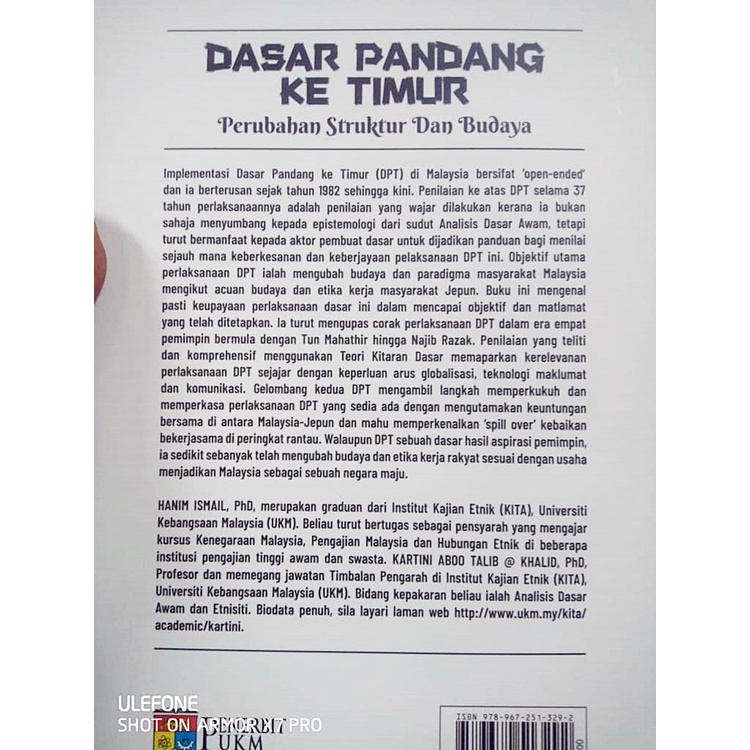 DASAR PANDANG
KE TIMUR
Perubahan Struktur Dan Budaya
Implementasi Dasar Pandang ke Timur (DPT) di Malaysia bersifat 'open-ended'
dan ia berterusan sejak tahun 1982 sehingga kini. Penilaian ke atas DPT selama 37
tahun perlaksanaannya adalah penilaian yang wajar dilakukan kerana ia bukan
sahaja menyumbang kepada epistemologi dari sudut Analisis Dasar Awam, tetapi
turut bermanfaat kepada aktor pembuat dasar untuk dijadikan panduan bagi menilai
sejauh mana keberkesanan dan keberjayaan pelaksanaan DPT ini. Objektif utama
perlaksanaan DPT ialah mengubah budaya dan paradigma masyarakat Malaysia
mengikut acuan budaya dan etika kerja masyarakat Jepun. Buku ini mengenal
pasti keupayaan perlaksanaan dasar ini dalam mencapai objektif dan matlamat
yang telah ditetapkan. Ia turut mengupas corak perlaksanaan DPT dalam era empat
pemimpin bermula dengan Tun Mahathir hingga Najib Razak. Penilaian yang teliti
dan komprehensif menggunakan Teori Kitaran Dasar memaparkan kerelevanan
perlaksanaan DPT sejajar dengan keperluan arus globalisasi, teknologi maklumat
dan komunikasi. Gelombang kedua DPT mengambil langkah memperkukuh dan
memperkasa perlaksanaan DPT yang sedia ada dengan mengutamakan keuntungan
bersama di antara Malaysia-Jepun dan mahu memperkenalkan 'spill over' kebaikan
bekerjasama di peringkat rantau. Walaupun DPT sebuah dasar hasil aspirasi pemimpin,
ia sedikit sebanyak telah mengubah budaya dan etika kerja rakyat sesuai dengan usaha
menjadikan Malaysia sebagai sebuah negara maju.
HANIM ISMAIL, PhD, merupakan graduan dari Institut Kajian Etnik (KITA), Universiti
Kebangsaan Malaysia (UKM). Beliau turut bertugas sebagai pensyarah yang mengajar
kursus Kenegaraan Malaysia, Pengajian Malaysia dan Hubungan Etnik di beberapa
institusi pengajian tinggi awam dan swasta. KARTINI ABOO TALIB @ KHALID, PhD,
Profesor dan memegang jawatan Timbalan Pengarah di Institut Kajian Etnik (KITA),
Universiti Kebangsaan Malaysia (UKM). Bidang kepakaran beliau ialah Analisis Dasar
Awam dan Etnisiti. Biodata penuh, sila layari laman web http://www.ukm.my/kita/
academic/kartini.
ISBN 978-967-251-329-2
ULEFONE
SHOT ON ARMOR X7 PRO
UKM